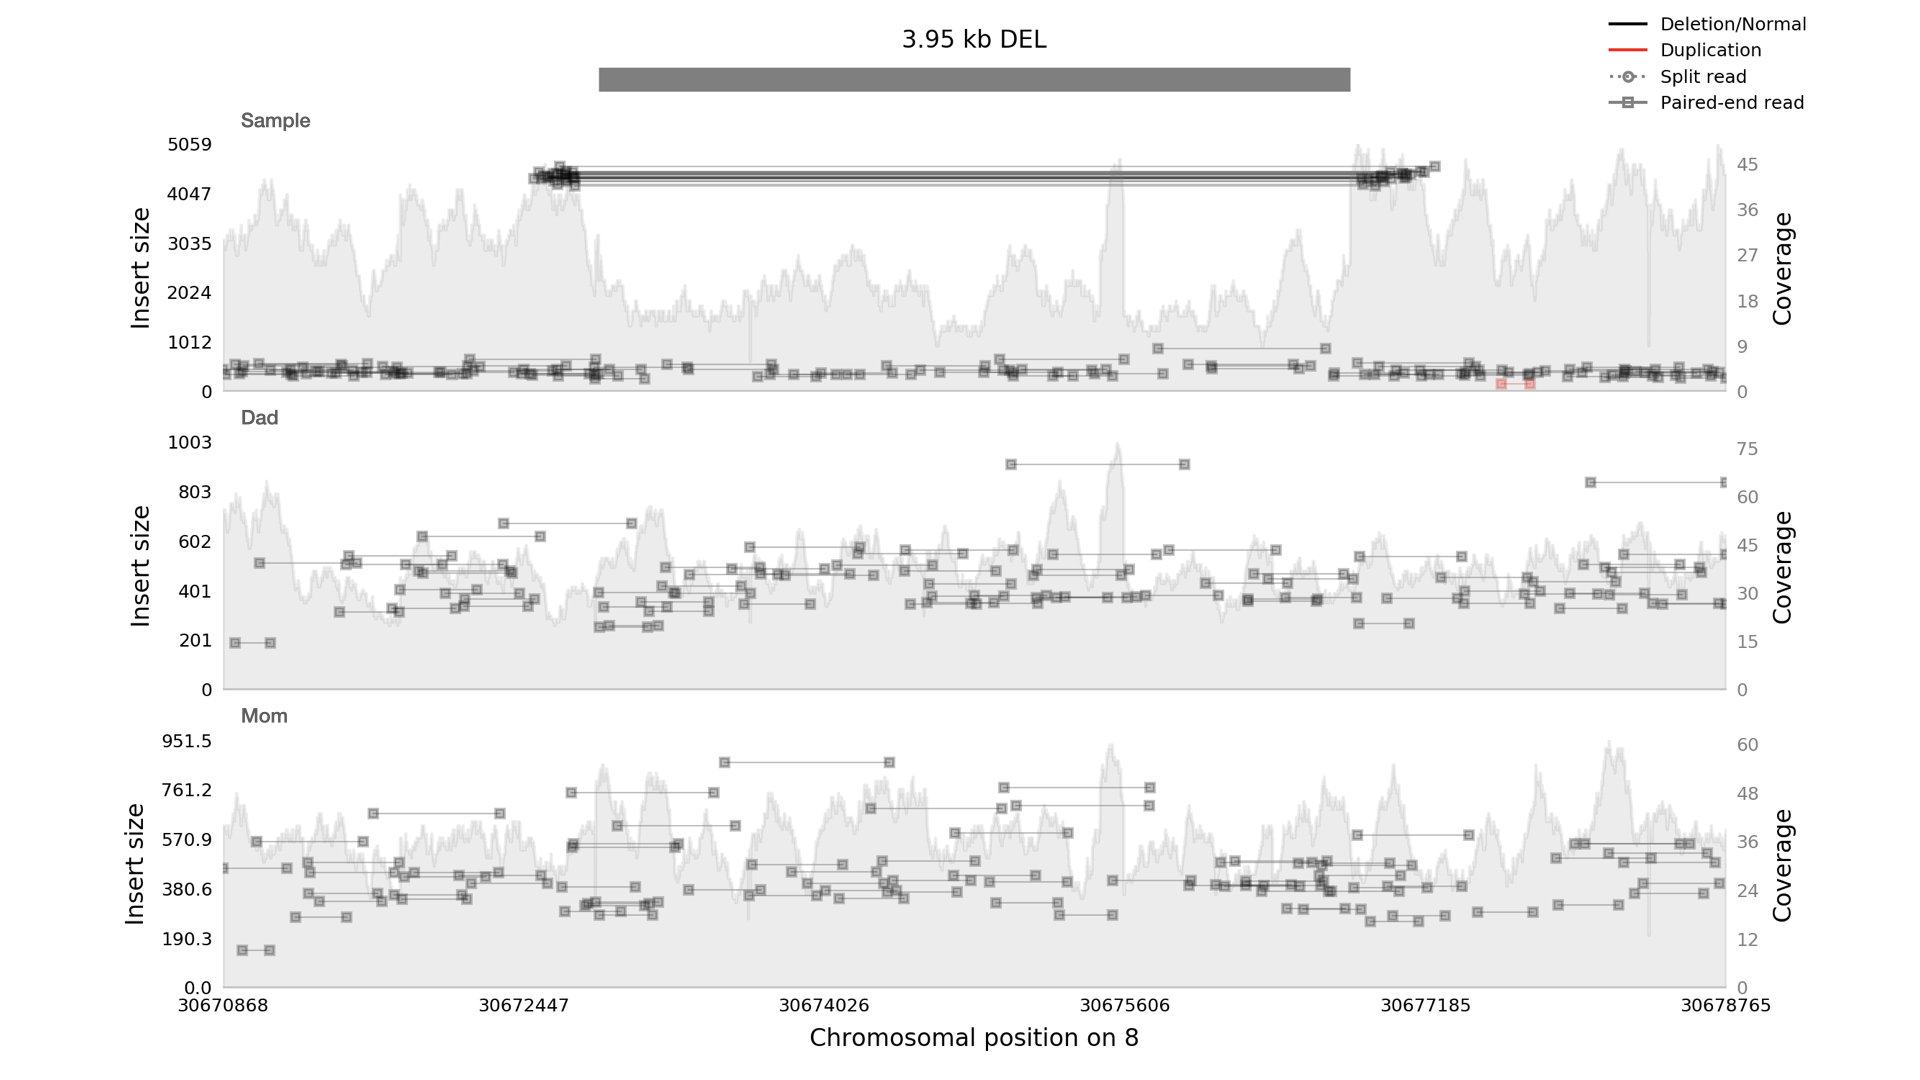 3.95 kb DEL
Deletion/Normal
Duplication
Split read
Paired-end read
Sample
5059
4047
3035
2024
1012
0
Insert size
45
36
27
18
9
0
Coverage
Dad
1003
803
602
401
201
0
Insert size
75
60
45
30
15
0
Coverage
Mom
951.5
761.2
570.9
380.6
190.3
0.0
Insert size
60
48
36
24
12
0
Coverage
30670868 30672447 30674026 30675606 30677185 30678765
Chromosomal position on 8